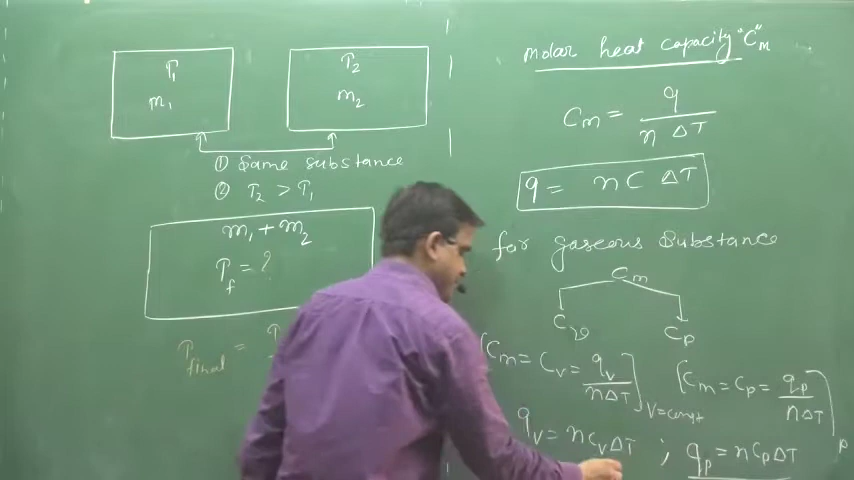 T₁
m₁
T₂
m₂
① Same substance
② T₂ > T₁
m₁ + m₂
T_f = ?
T_final =
molar heat capacity "C_m"
C_m = q / n ΔT
q = n C ΔT
for gaseous Substance
C_m
C_v C_p
[C_m = C_v = q_v / nΔT]_V=const
[C_m = C_p = q_p / nΔT]_p
q_v = n C_v ΔT ; q_p = n C_p ΔT